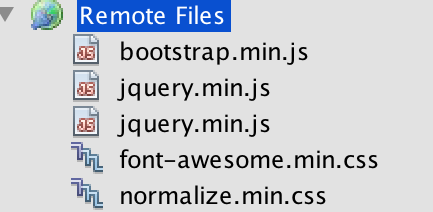 Remote Files
bootstrap.min.js
jquery.min.js
jquery.min.js
font-awesome.min.css
normalize.min.css